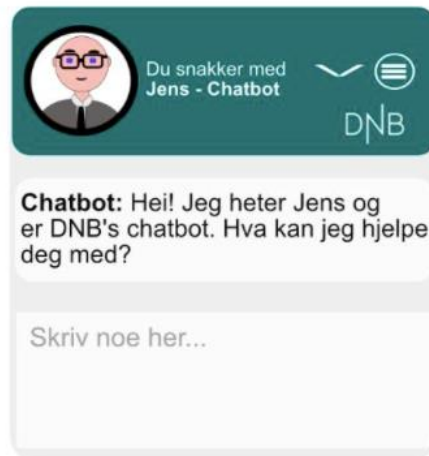 Du snakker med
Jens - Chatbot
DNB
Chatbot: Hei! Jeg heter Jens og
er DNB's chatbot. Hva kan jeg hjelpe
deg med?
Skriv noe her...